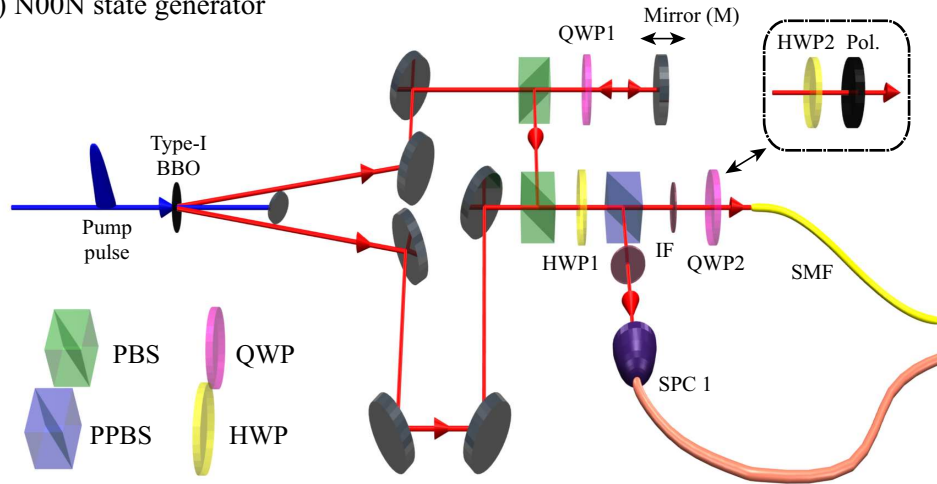 ) N00N state generator
QWP1
Mirror (M)
HWP2 Pol.
Type-I
BBO
Pump
pulse
HWP1
IF
QWP2
SMF
SPC 1
PBS
QWP
PPBS
HWP